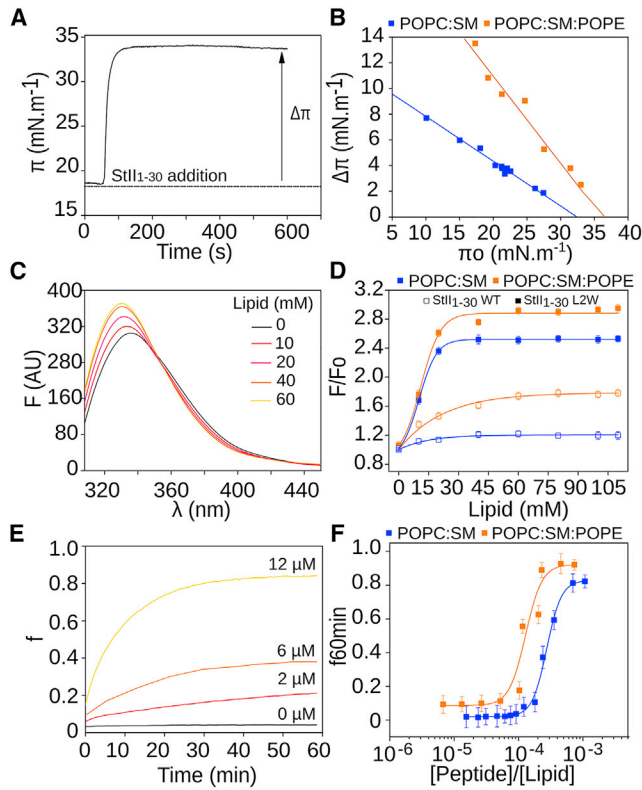 A
π (mN.m-1)
35
30
25
20
15
Δπ
StII1-30 addition
0 200 400 600
Time (s)
B
POPC:SM POPC:SM:POPE
Δπ (mN.m-1)
14
12
10
8
6
4
2
0
5 10 15 20 25 30 35 40
πo (mN.m-1)
C
F (AU)
400
320
240
180
80
0
Lipid (mM)
0
10
20
40
60
320 360 400 440
λ (nm)
D
POPC:SM POPC:SM:POPE
StII1-30 WT StII1-30 L2W
F/Fo
2.8
2.4
2.0
1.6
1.2
0.8
0 15 30 45 60 75 90 105
Lipid (mM)
E
f
1.0
0.8
0.6
0.4
0.2
0
12 µM
6 µM
2 µM
0 µM
0 10 20 30 40 50 60
Time (min)
F
POPC:SM POPC:SM:POPE
f60min
1.0
0.8
0.6
0.4
0.2
0
10-6 10-5 10-4 10-3
[Peptide]/[Lipid]